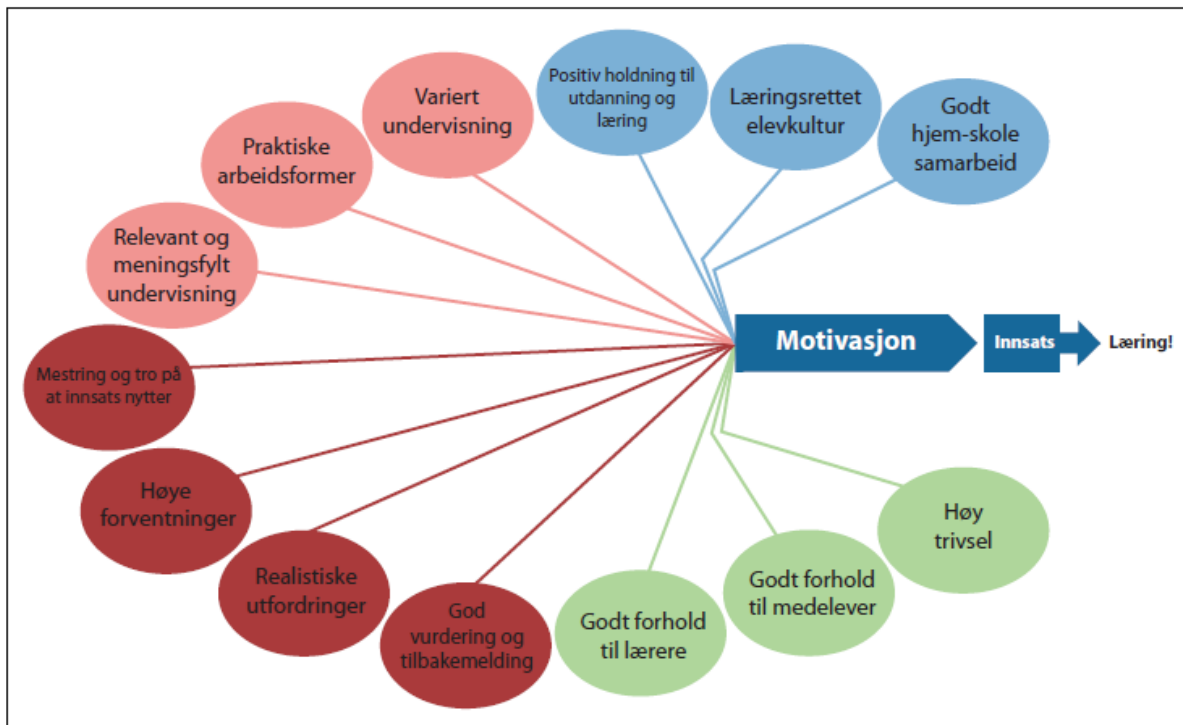 Positiv holdning til
utdanning og
læring
Læringsrettet
elevkultur
Godt
hjem-skole
samarbeid
Variert
undervisning
Praktiske
arbeidsformer
Relevant og
meningsfylt
undervisning
Mestring og tro på
at innsats nytter
Høye
forventninger
Realistiske
utfordringer
God
vurdering og
tilbakemelding
Godt forhold
til lærere
Godt forhold
til medelever
Høy
trivsel
Motivasjon
Innsats
Læring!